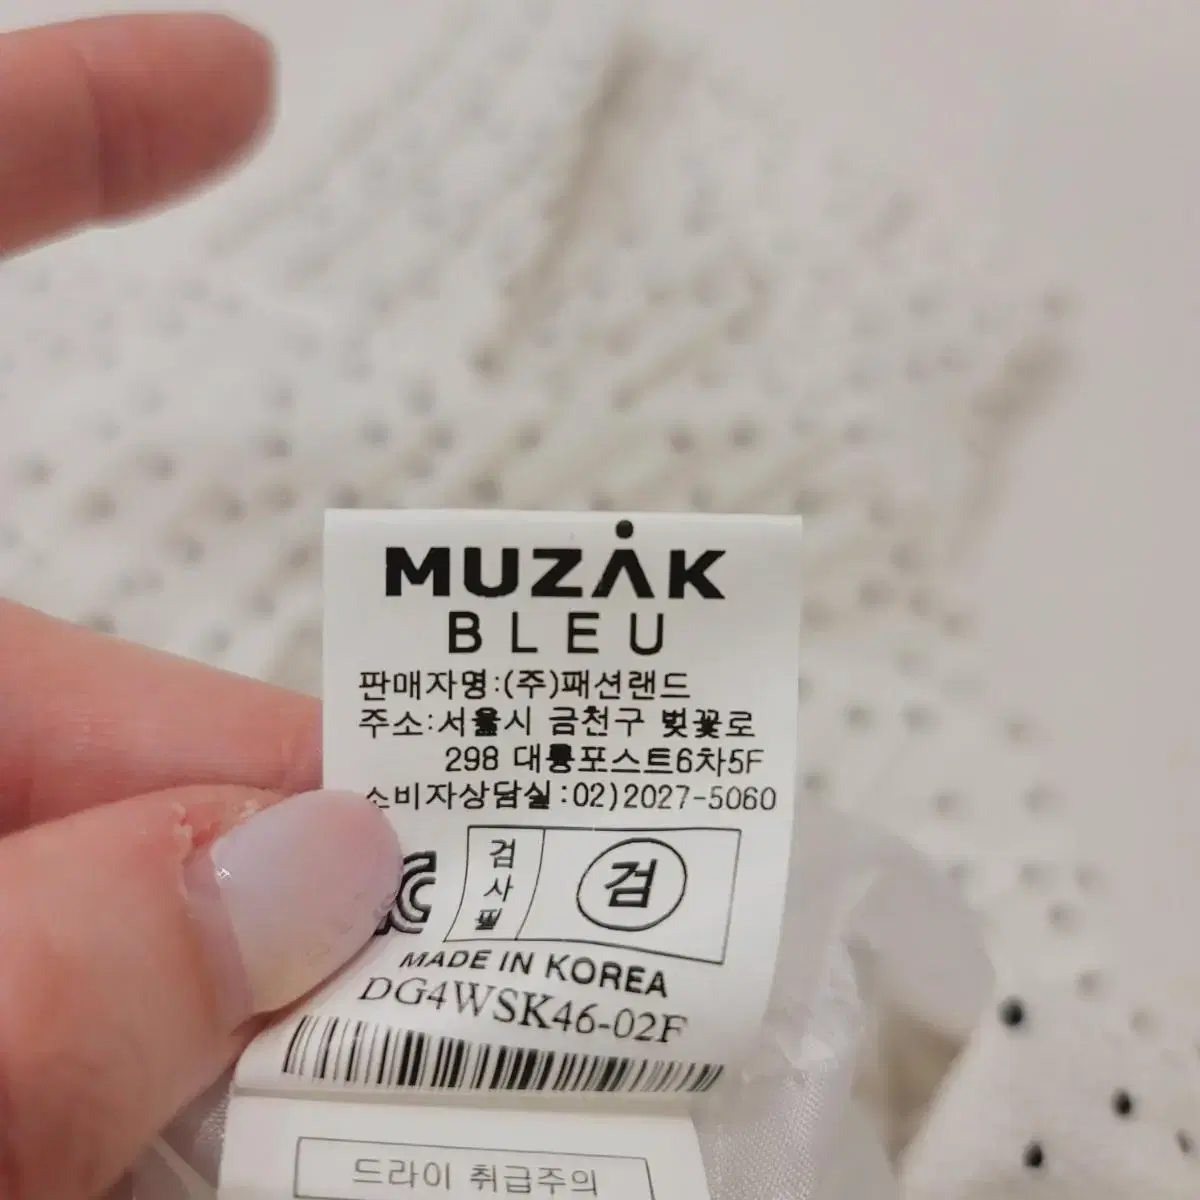 MUZAK
BLEU
판매자명:(주)패션랜드
주소:서울시 금천구 벚꽃로
298 대륭포스트6차5F
소비자상담실:02)2027-5060
검사필
검
MADE IN KOREA
DG4WSK46-02F
드라이 취급주의